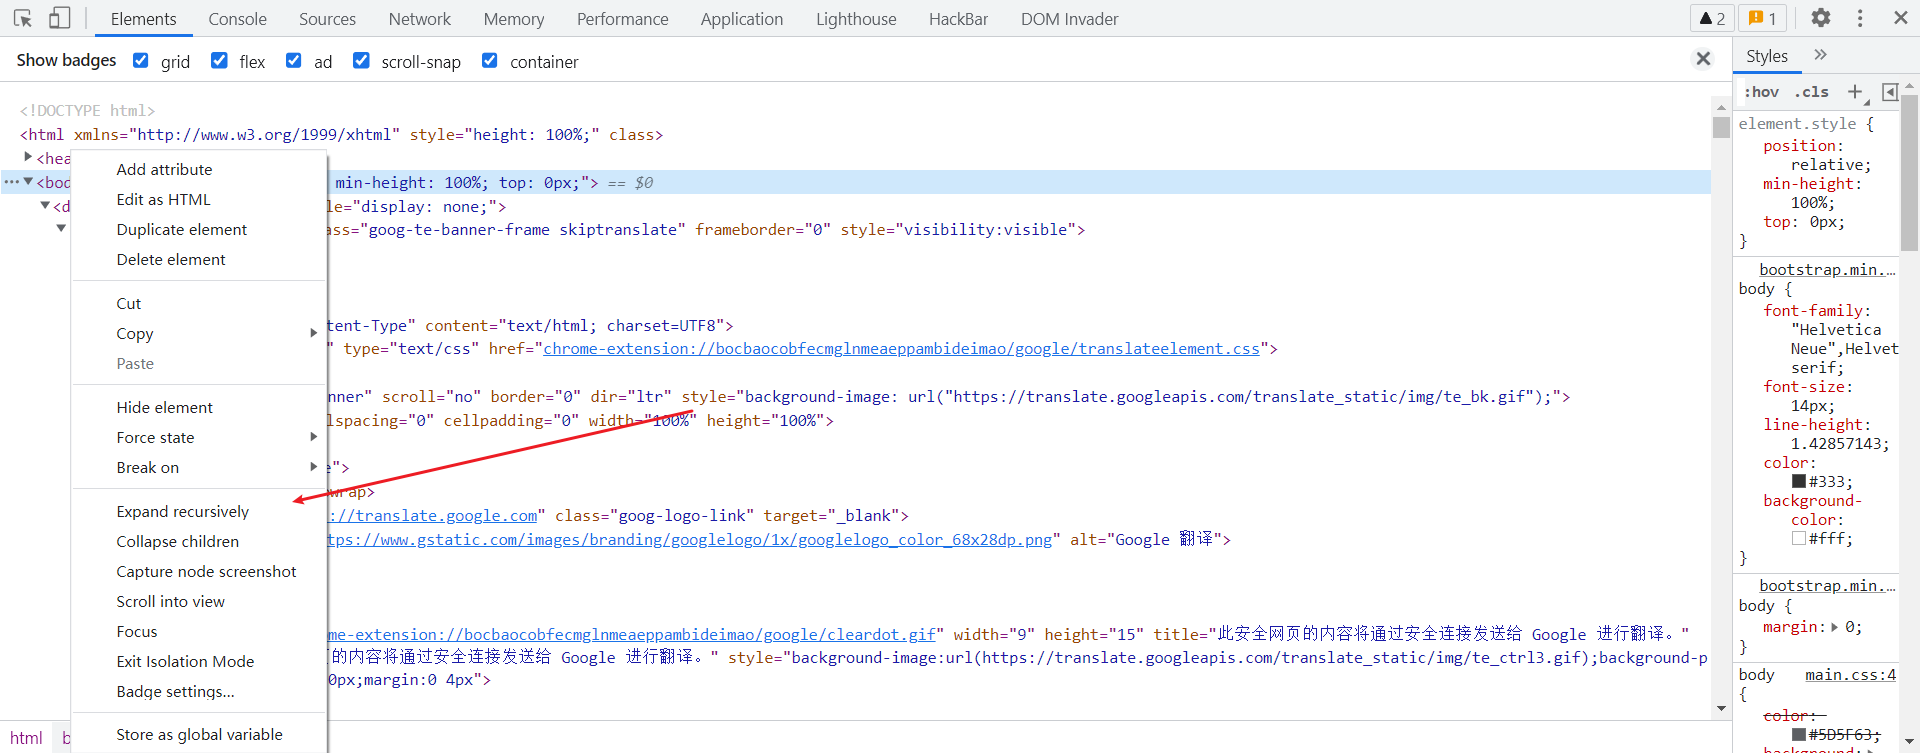 Elements Console Sources Network Memory Performance Application Lighthouse HackBar DOM Invader 2 1
Show badges grid flex ad scroll-snap container
<!DOCTYPE html>
<html xmlns="http://www.w3.org/1999/xhtml" style="height: 100%;" class>
<hea
<bod min-height: 100%; top: 0px;"> == $0
<d le="display: none;">
ass="goog-te-banner-frame skiptranslate" frameborder="0" style="visibility:visible">
tent-Type" content="text/html; charset=UTF8">
" type="text/css" href="chrome-extension://bocbaocobfecmglnmeaeppambideimao/google/translateelement.css">
nner" scroll="no" border="0" dir="ltr" style="background-image: url("https://translate.googleapis.com/translate_static/img/te_bk.gif");">
lspacing="0" cellpadding="0" width="100%" height="100%">
e">
wrap>
://translate.google.com" class="goog-logo-link" target="_blank">
tps://www.gstatic.com/images/branding/googlelogo/1x/googlelogo_color_68x28dp.png" alt="Google 翻译">
me-extension://bocbaocobfecmglnmeaeppambideimao/google/cleardot.gif" width="9" height="15" title="此安全网页的内容将通过安全连接发送给 Google 进行翻译。"
页的内容将通过安全连接发送给 Google 进行翻译。" style="background-image:url(https://translate.googleapis.com/translate_static/img/te_ctrl3.gif);background-p
0px;margin:0 4px">
html b
Add attribute
Edit as HTML
Duplicate element
Delete element
Cut
Copy
Paste
Hide element
Force state
Break on
Expand recursively
Collapse children
Capture node screenshot
Scroll into view
Focus
Exit Isolation Mode
Badge settings...
Store as global variable
Styles
:hov .cls
element.style {
position:
relative;
min-height:
100%;
top: 0px;
}
bootstrap.min.…
body {
font-family:
"Helvetica
Neue",Helvet
serif;
font-size:
14px;
line-height:
1.42857143;
color:
#333;
background-
color:
#fff;
}
bootstrap.min.…
body {
margin: 0;
}
body main.css:4
{
color:
#5D5F63;
background: